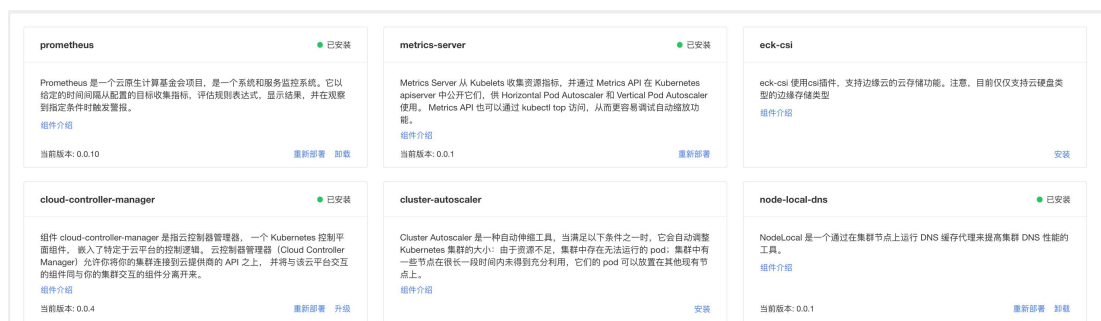 prometheus
已安装
Prometheus 是一个云原生计算基金会项目，是一个系统和服务监控系统。它以
给定的时间间隔从配置的目标收集指标，评估规则表达式，显示结果，并在观察
到指定条件时触发警报。
组件介绍
当前版本: 0.0.10
重新部署 卸载
metrics-server
已安装
Metrics Server 从 Kubelets 收集资源指标，并通过 Metrics API 在 Kubernetes
apiserver 中公开它们，供 Horizontal Pod Autoscaler 和 Vertical Pod Autoscaler
使用。 Metrics API 也可以通过 kubectl top 访问，从而更容易调试自动缩放功
能。
组件介绍
当前版本: 0.0.1
重新部署
eck-csi
eck-csi 使用csi插件，支持边缘云的云存储功能。注意，目前仅仅支持云硬盘类
型的边缘存储类型
组件介绍
安装
cloud-controller-manager
已安装
组件 cloud-controller-manager 是指云控制器管理器， 一个 Kubernetes 控制平
面组件， 嵌入了特定于云平台的控制逻辑。 云控制器管理器（Cloud Controller
Manager）允许你将你的集群连接到云提供商的 API 之上， 并将与该云平台交互
的组件同与你的集群交互的组件分离开来。
组件介绍
当前版本: 0.0.4
重新部署 升级
cluster-autoscaler
Cluster Autoscaler 是一种自动伸缩工具，当满足以下条件之一时，它会自动调整
Kubernetes 集群的大小：由于资源不足，集群中存在无法运行的 pod；集群中有
一些节点在很长一段时间内未得到充分利用，它们的 pod 可以放置在其他现有节
点上。
组件介绍
安装
node-local-dns
已安装
NodeLocal 是一个通过在集群节点上运行 DNS 缓存代理来提高集群 DNS 性能的
工具。
组件介绍
当前版本: 0.0.1
重新部署 卸载